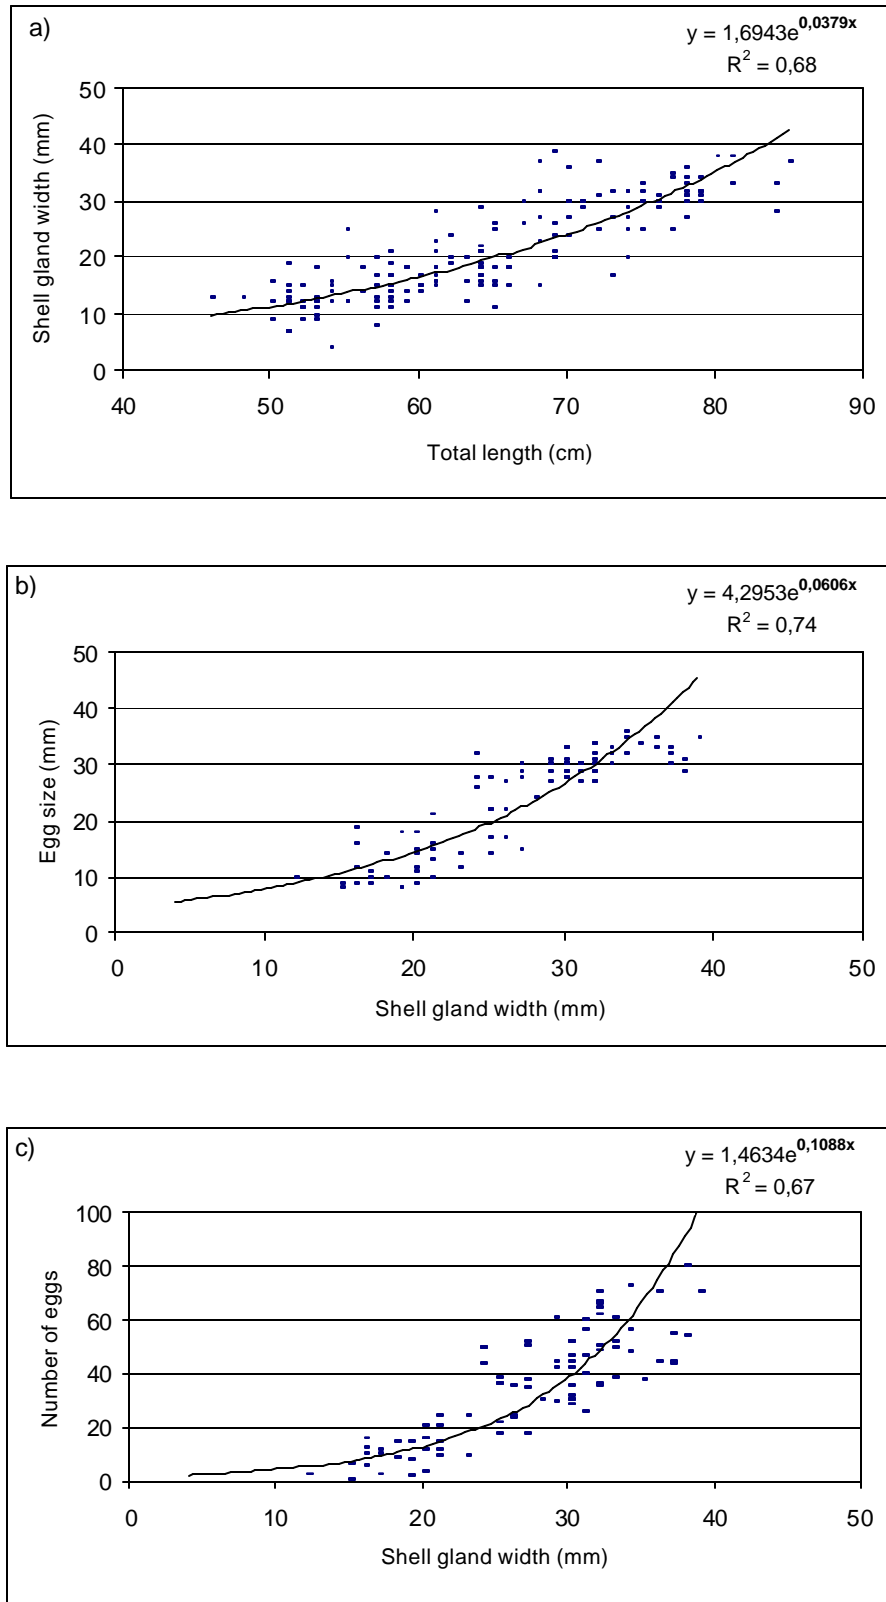 a)
y = 1,6943e^0,0379x
R² = 0,68
50
40
30
20
10
0
40 50 60 70 80 90
Shell gland width (mm)
Total length (cm)
b)
y = 4,2953e^0,0606x
R² = 0,74
50
40
30
20
10
0
0 10 20 30 40 50
Egg size (mm)
Shell gland width (mm)
c)
y = 1,4634e^0,1088x
R² = 0,67
100
80
60
40
20
0
0 10 20 30 40 50
Number of eggs
Shell gland width (mm)